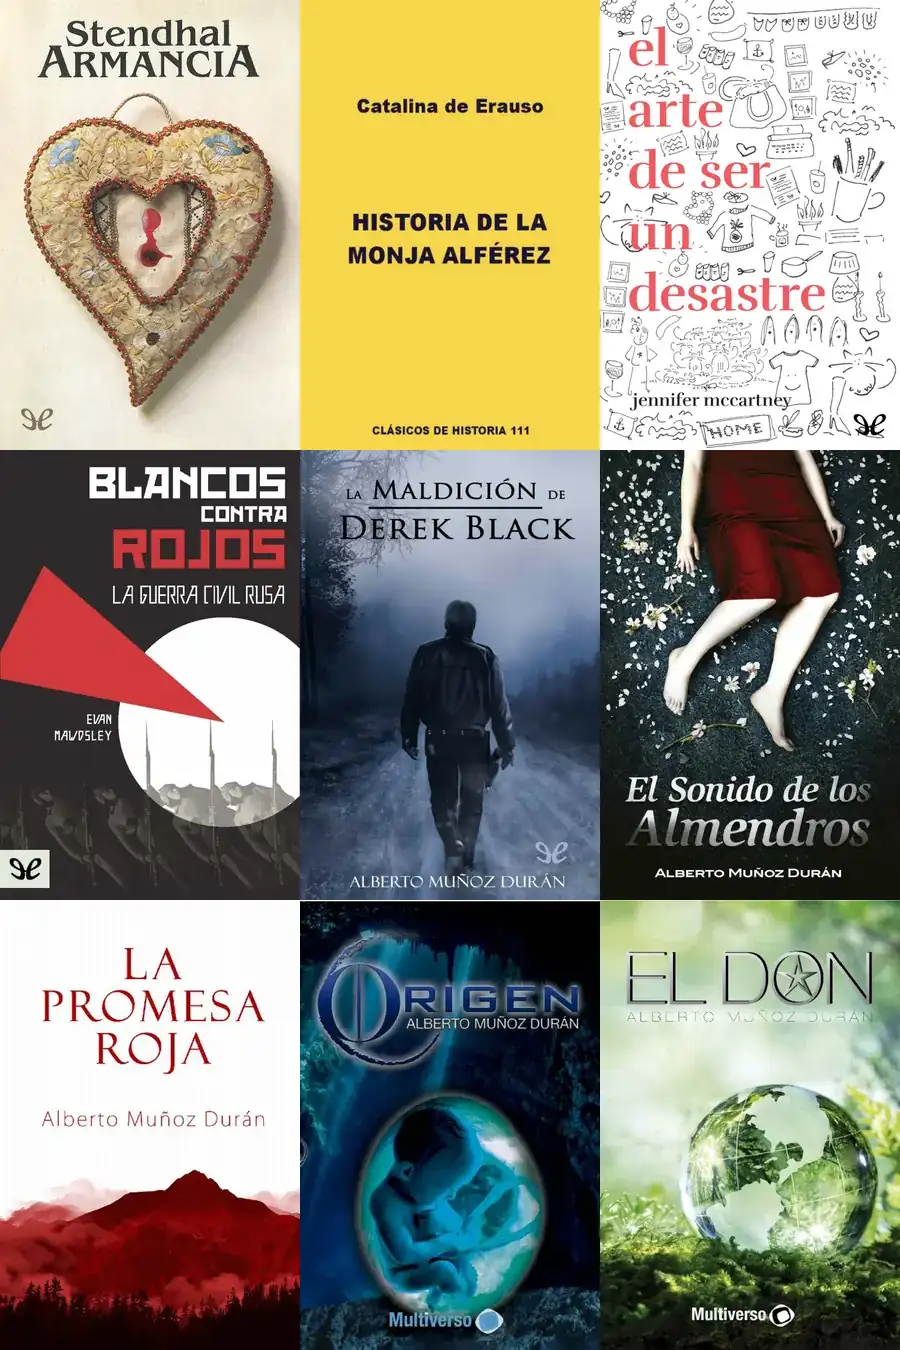 Stendhal
ARMANCIA
Catalina de Erauso
HISTORIA DE LA
MONJA ALFÉREZ
CLÁSICOS DE HISTORIA 111
el
arte
de ser
un
desastre
jennifer mccartney
HOME
BLANCOS
CONTRA
ROJOS
LA GUERRA CIVIL RUSA
EVAN
MAWDSLEY
LA MALDICIÓN DE
DEREK BLACK
ALBERTO MUÑOZ DURÁN
El Sonido de los
Almendros
ALBERTO MUÑOZ DURÁN
LA
PROMESA
ROJA
Alberto Muñoz Durán
ORIGEN
ALBERTO MUÑOZ DURÁN
Multiverso
EL DON
ALBERTO MUÑOZ DURÁN
Multiverso